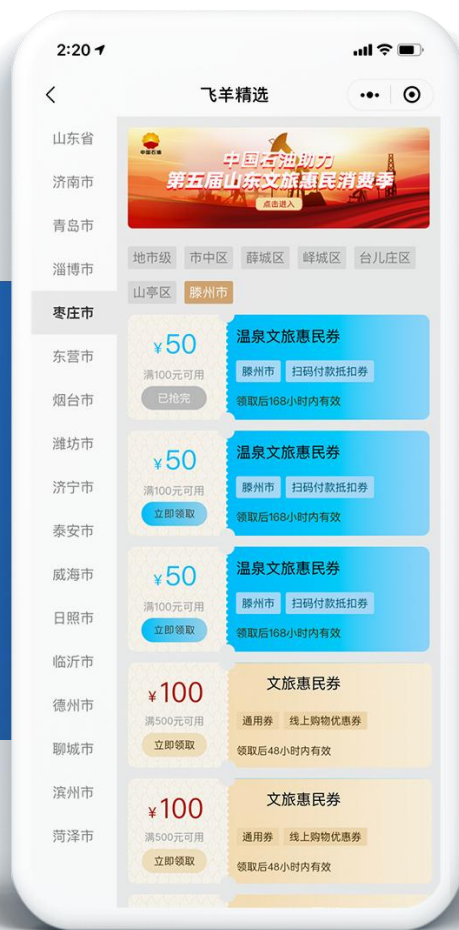 2:20
飞羊精选
山东省
济南市
青岛市
淄博市
枣庄市
东营市
烟台市
潍坊市
济宁市
泰安市
威海市
日照市
临沂市
德州市
聊城市
滨州市
菏泽市
中国石油
中国石油助力
第五届山东文旅惠民消费季
点击进入
地市级 市中区 薛城区 峄城区 台儿庄区
山亭区 滕州市
¥50
满100元可用
已抢完
温泉文旅惠民券
滕州市 扫码付款抵扣券
领取后168小时内有效
¥50
满100元可用
立即领取
温泉文旅惠民券
滕州市 扫码付款抵扣券
领取后168小时内有效
¥50
满100元可用
立即领取
温泉文旅惠民券
滕州市 扫码付款抵扣券
领取后168小时内有效
¥100
满500元可用
立即领取
文旅惠民券
通用券 线上购物优惠券
领取后48小时内有效
¥100
满500元可用
立即领取
文旅惠民券
通用券 线上购物优惠券
领取后48小时内有效